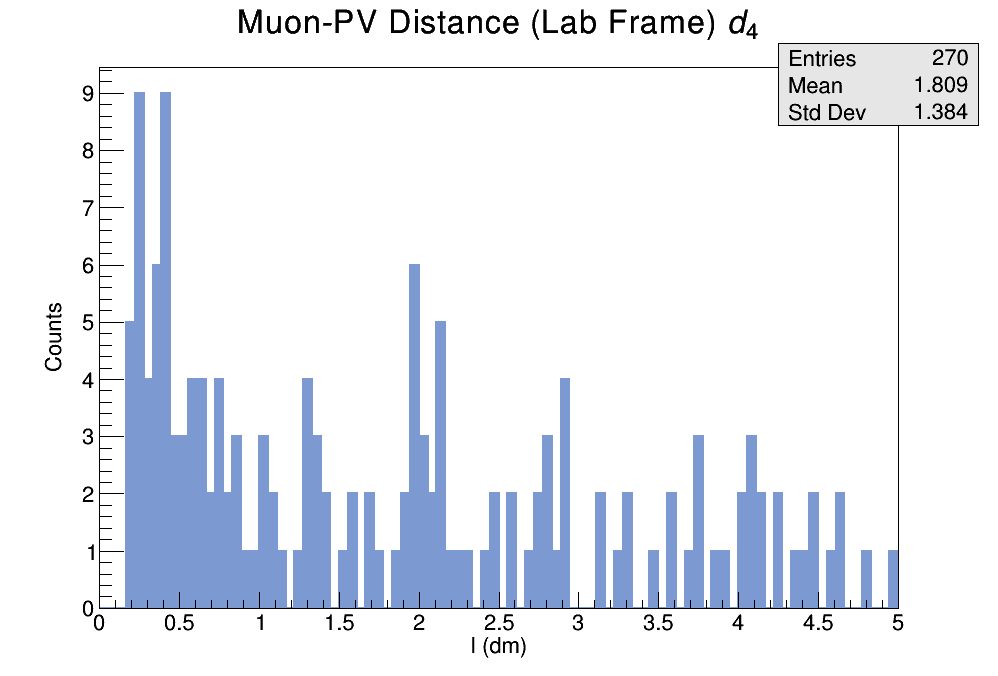 Muon-PV Distance (Lab Frame) d₄
Entries 270
Mean 1.809
Std Dev 1.384
9
8
7
6
5
4
3
2
1
0
Counts
0 0.5 1 1.5 2 2.5 3 3.5 4 4.5 5
l (dm)